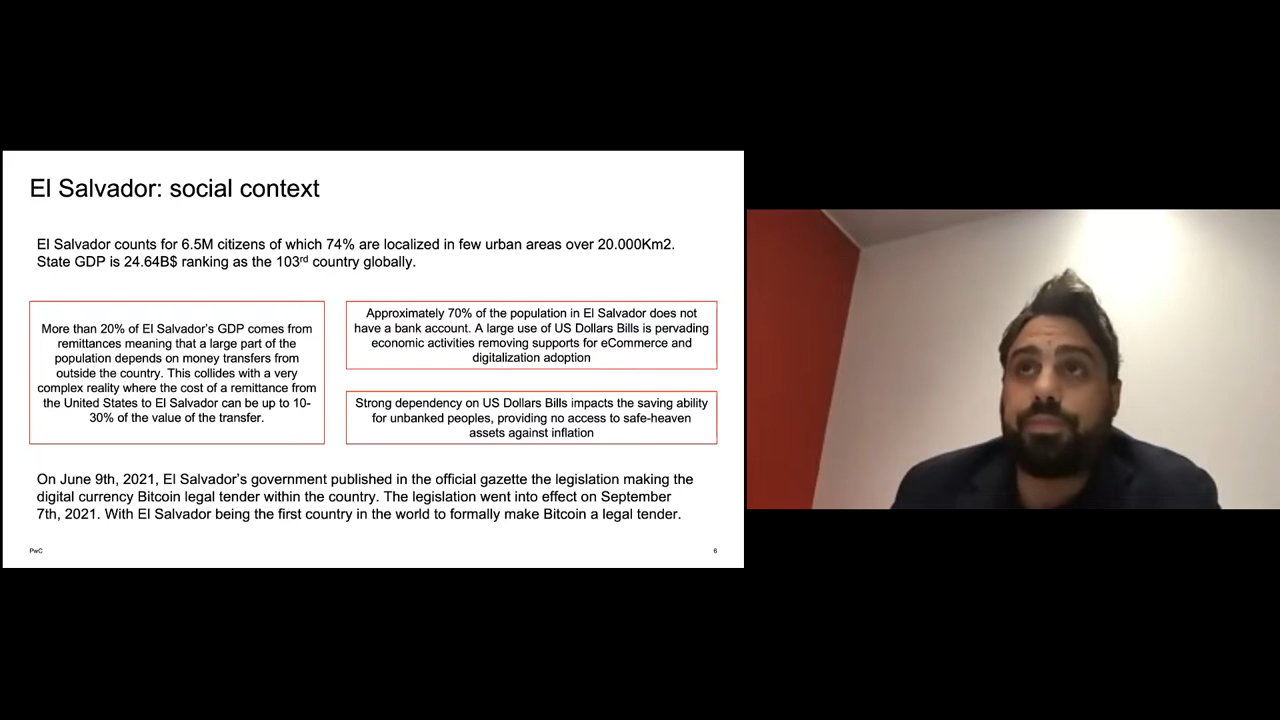 El Salvador: social context
El Salvador counts for 6.5M citizens of which 74% are localized in few urban areas over 20.000Km2.
State GDP is 24.64B$ ranking as the 103rd country globally.
More than 20% of El Salvador's GDP comes from
remittances meaning that a large part of the
population depends on money transfers from
outside the country. This collides with a very
complex reality where the cost of a remittance from
the United States to El Salvador can be up to 10-
30% of the value of the transfer.
Approximately 70% of the population in El Salvador does not
have a bank account. A large use of US Dollars Bills is pervading
economic activities removing supports for eCommerce and
digitalization adoption
Strong dependency on US Dollars Bills impacts the saving ability
for unbanked peoples, providing no access to safe-heaven
assets against inflation
On June 9th, 2021, El Salvador's government published in the official gazette the legislation making the
digital currency Bitcoin legal tender within the country. The legislation went into effect on September
7th, 2021. With El Salvador being the first country in the world to formally make Bitcoin a legal tender.
PwC
6